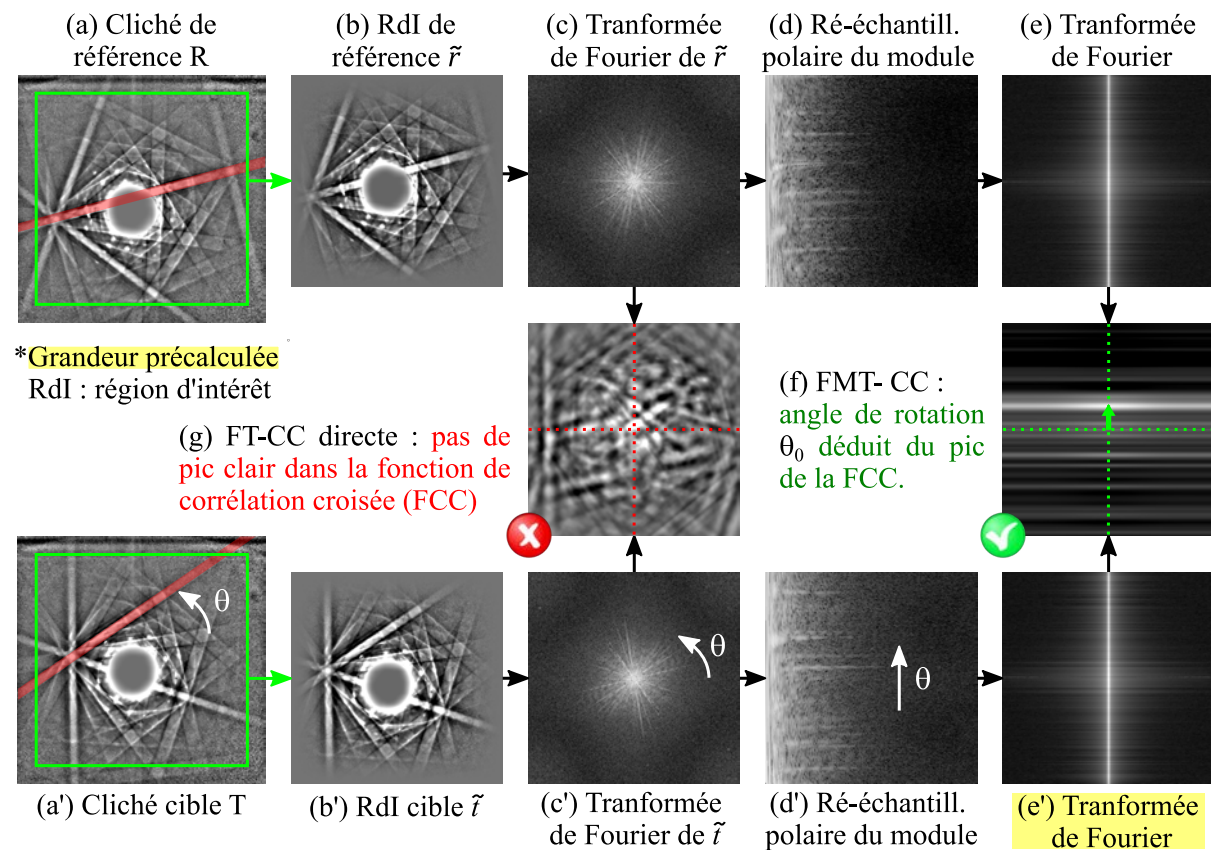 (a) Cliché de
référence R
(b) RdI de
référence r̃
(c) Tranformée
de Fourier de r̃
(d) Ré-échantill.
polaire du module
(e) Tranformée
de Fourier
*Grandeur précalculée
RdI : région d'intérêt
(g) FT-CC directe : pas de
pic clair dans la fonction de
corrélation croisée (FCC)
(f) FMT- CC :
angle de rotation
θ₀ déduit du pic
de la FCC.
θ
θ
θ
(a') Cliché cible T
(b') RdI cible t̃
(c') Tranformée
de Fourier de t̃
(d') Ré-échantill.
polaire du module
(e') Tranformée
de Fourier